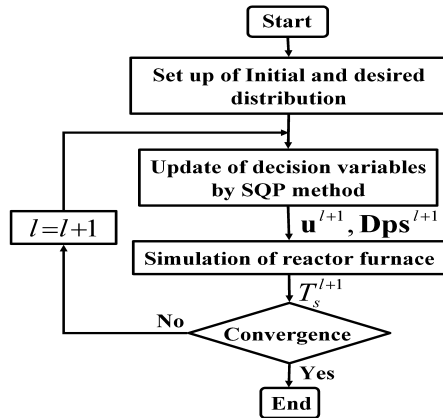 Start
Set up of Initial and desired
distribution
Update of decision variables
by SQP method
u^{l+1}, Dps^{l+1}
l=l+1
Simulation of reactor furnace
T_s^{l+1}
No
Convergence
Yes
End